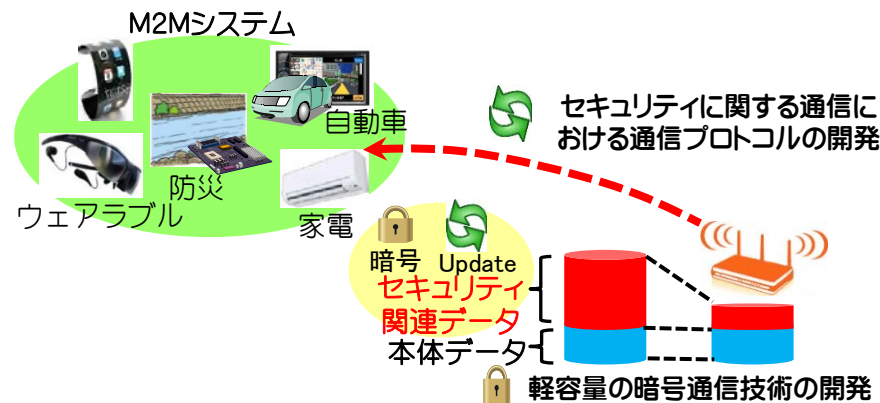 M2Mシステム
自動車
防災
ウェアラブル
家電
セキュリティに関する通信に
おける通信プロトコルの開発
暗号 Update
セキュリティ
関連データ
本体データ
軽容量の暗号通信技術の開発